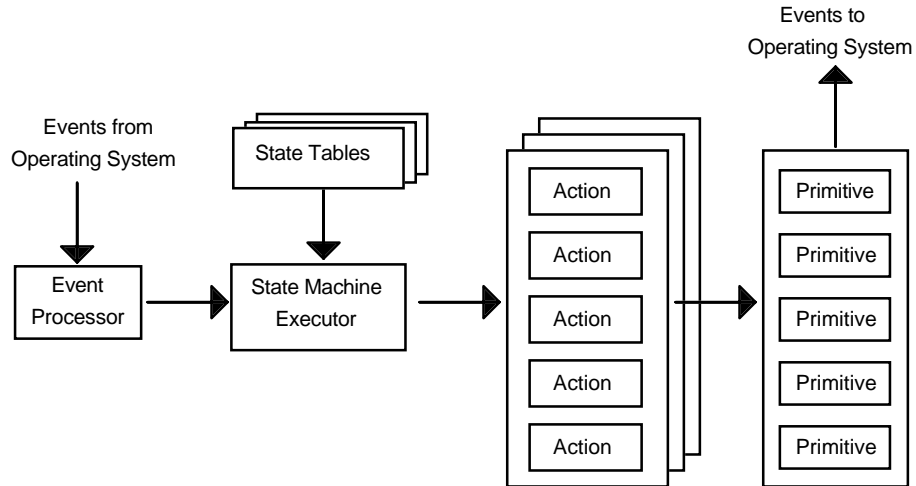 Events to
Operating System
Events from
Operating System
State Tables
Event
Processor
State Machine
Executor
Action
Action
Action
Action
Action
Primitive
Primitive
Primitive
Primitive
Primitive